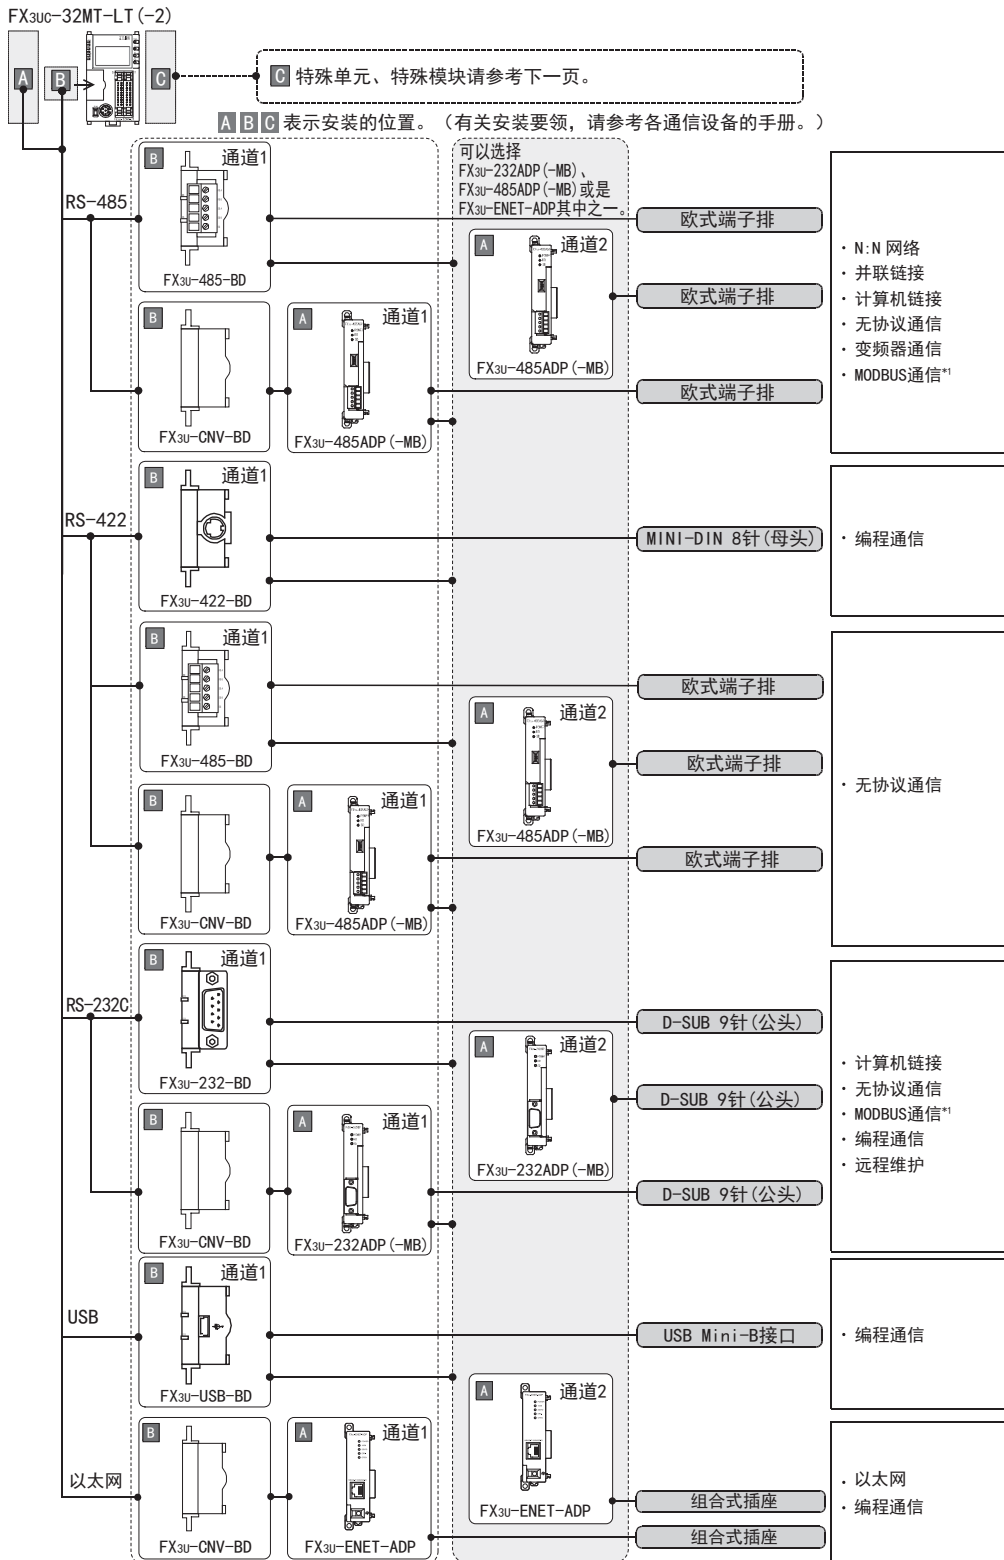 FX3UC-32MT-LT(-2)
A
B
C
C 特殊单元、特殊模块请参考下一页。
A B C 表示安装的位置。（有关安装要领，请参考各通信设备的手册。）
可以选择
FX3U-232ADP(-MB)、
FX3U-485ADP(-MB)或是
FX3U-ENET-ADP其中之一。
RS-485
B 通道1
FX3U-485-BD
欧式端子排
A 通道2
FX3U-485ADP(-MB)
欧式端子排
B
FX3U-CNV-BD
A 通道1
FX3U-485ADP(-MB)
欧式端子排
· N:N 网络
· 并联链接
· 计算机链接
· 无协议通信
· 变频器通信
· MODBUS通信*1
RS-422
B 通道1
FX3U-422-BD
MINI-DIN 8针(母头)
· 编程通信
B 通道1
FX3U-485-BD
欧式端子排
A 通道2
FX3U-485ADP(-MB)
欧式端子排
B
FX3U-CNV-BD
A 通道1
FX3U-485ADP(-MB)
欧式端子排
· 无协议通信
RS-232C
B 通道1
FX3U-232-BD
D-SUB 9针(公头)
A 通道2
FX3U-232ADP(-MB)
D-SUB 9针(公头)
B
FX3U-CNV-BD
A 通道1
FX3U-232ADP(-MB)
D-SUB 9针(公头)
· 计算机链接
· 无协议通信
· MODBUS通信*1
· 编程通信
· 远程维护
USB
B 通道1
FX3U-USB-BD
USB Mini-B接口
· 编程通信
A 通道2
FX3U-ENET-ADP
组合式插座
以太网
B
FX3U-CNV-BD
A 通道1
FX3U-ENET-ADP
组合式插座
· 以太网
· 编程通信